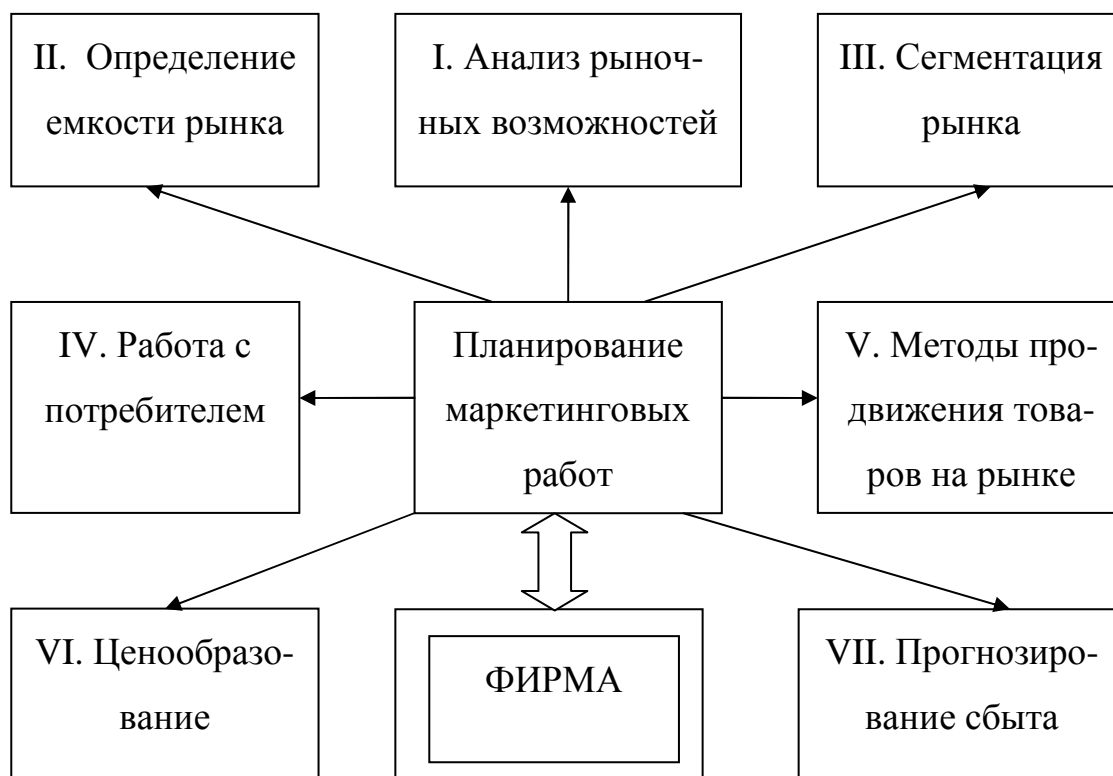 II. Определение
емкости рынка
I. Анализ рыноч-
ных возможностей
III. Сегментация
рынка
IV. Работа с
потребителем
Планирование
маркетинговых
работ
V. Методы про-
движения това-
ров на рынке
VI. Ценообразо-
вание
ФИРМА
VII. Прогнозиро-
вание сбыта